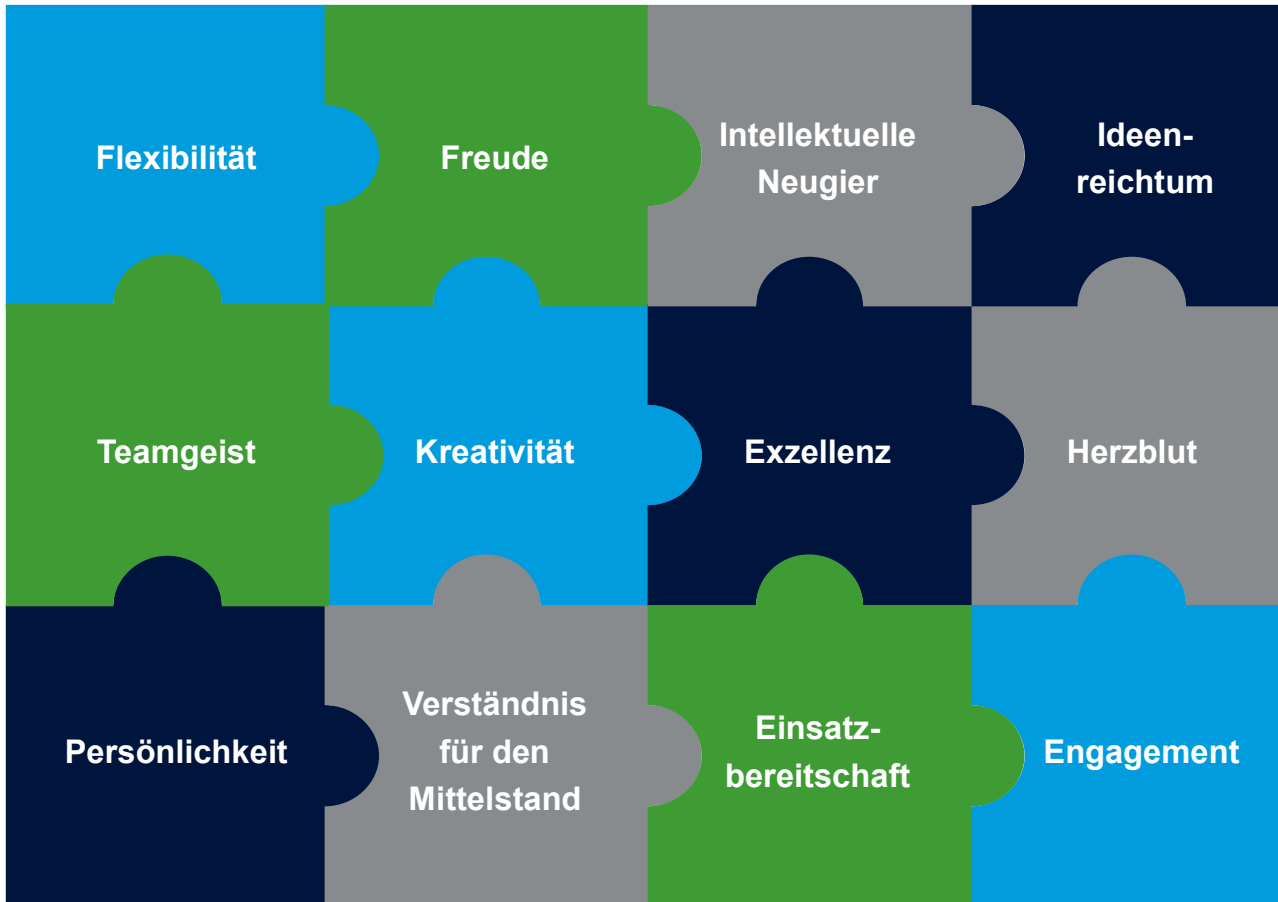 Flexibilität
Freude
Intellektuelle
Neugier
Ideen-
reichtum
Teamgeist
Kreativität
Exzellenz
Herzblut
Persönlichkeit
Verständnis
für den
Mittelstand
Einsatz-
bereitschaft
Engagement